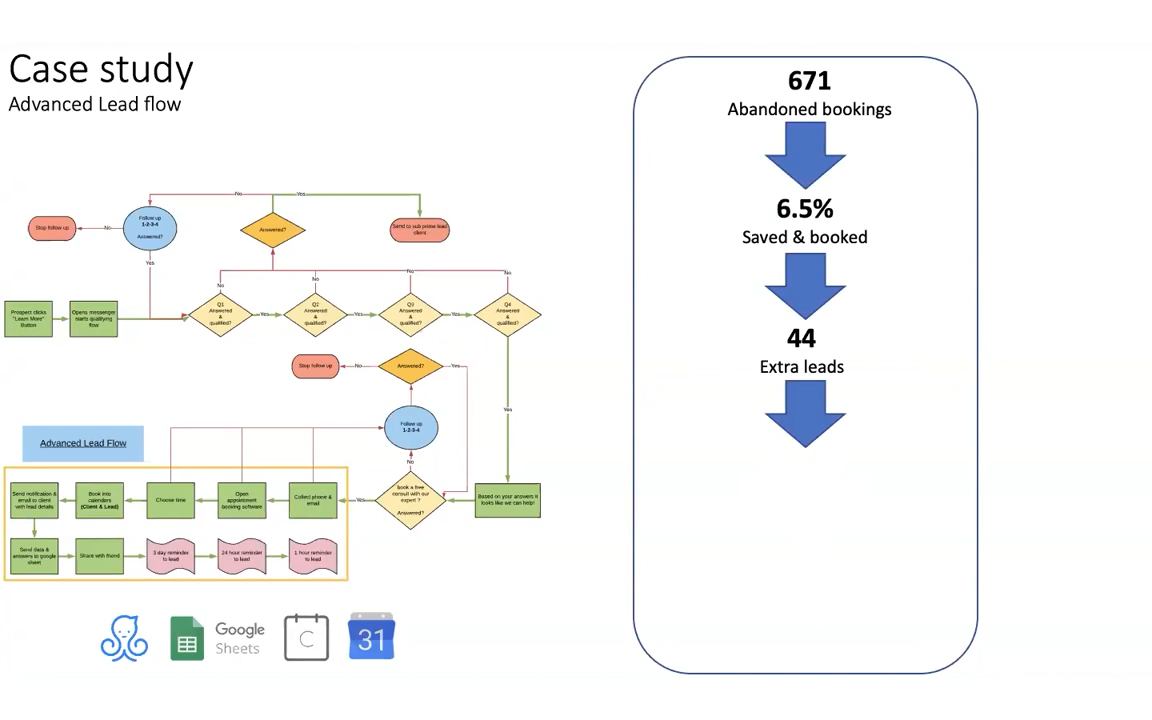 Case study
Advanced Lead flow
671
Abandoned bookings
6.5%
Saved & booked
44
Extra leads
No
Yes
Stop follow up
No
Follow up
1-2-3-4
Answered?
Answered?
Send to sub prime lead
client
Yes
No
No
No
No
Prospect clicks
"Learn More"
Button
Opens messenger
starts qualifying
flow
Q1
Answered
&
qualified?
Yes
Q2
Answered
&
qualified?
Yes
Q3
Answered
&
qualified?
Yes
Q4
Answered
&
qualified?
Stop follow up
No
Answered?
Yes
Yes
Follow up
1-2-3-4
No
Advanced Lead Flow
Send notification &
email to client
with lead details
Book into
calenders
(Client & Lead)
Choose time
Open
appointment
booking sofware
Collect phone &
email
Yes
book a free
consult with our
expert ?
Answered?
Based on your answers it
looks like we can help!
Send data &
answers to google
sheet
Share with friend
3 day reminder
to lead
24 hour reminder
to lead
1 hour reminder
to lead
Google
Sheets
C
31